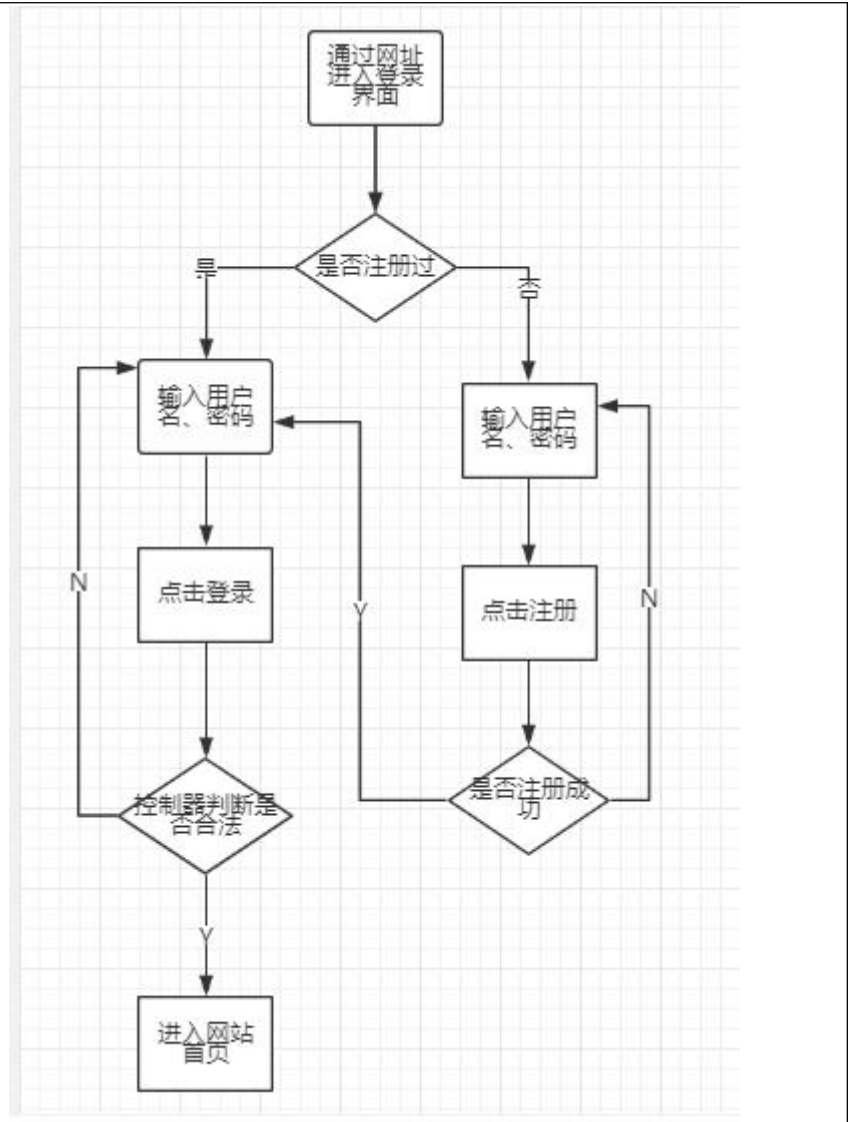 通过网址
进入登录
界面
是否注册过
是
否
输入用户
名、密码
输入用户
名、密码
点击登录
点击注册
N
Y
N
控制器判断是
否合法
是否注册成
功
Y
进入网站
首页